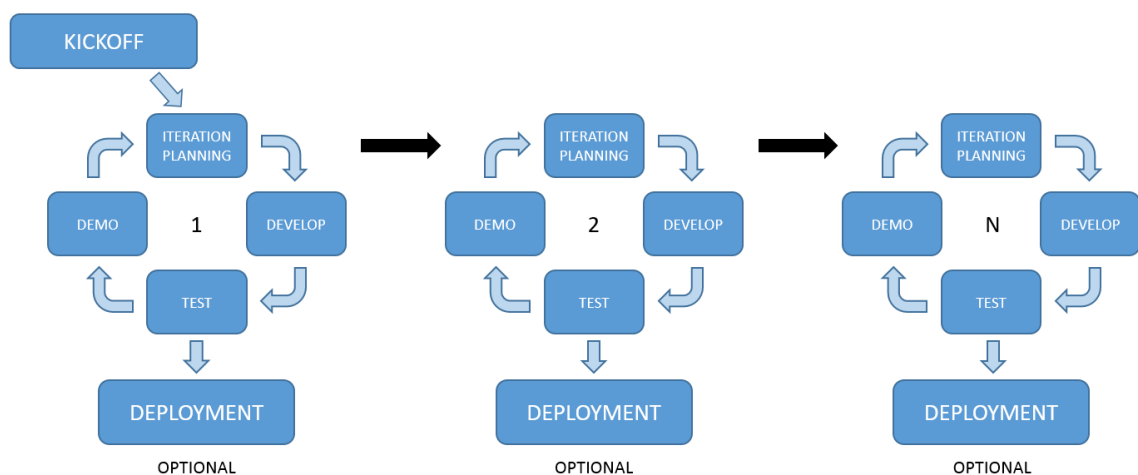 KICKOFF
ITERATION
PLANNING
DEMO
1
DEVELOP
TEST
DEPLOYMENT
OPTIONAL
ITERATION
PLANNING
DEMO
2
DEVELOP
TEST
DEPLOYMENT
OPTIONAL
ITERATION
PLANNING
DEMO
N
DEVELOP
TEST
DEPLOYMENT
OPTIONAL